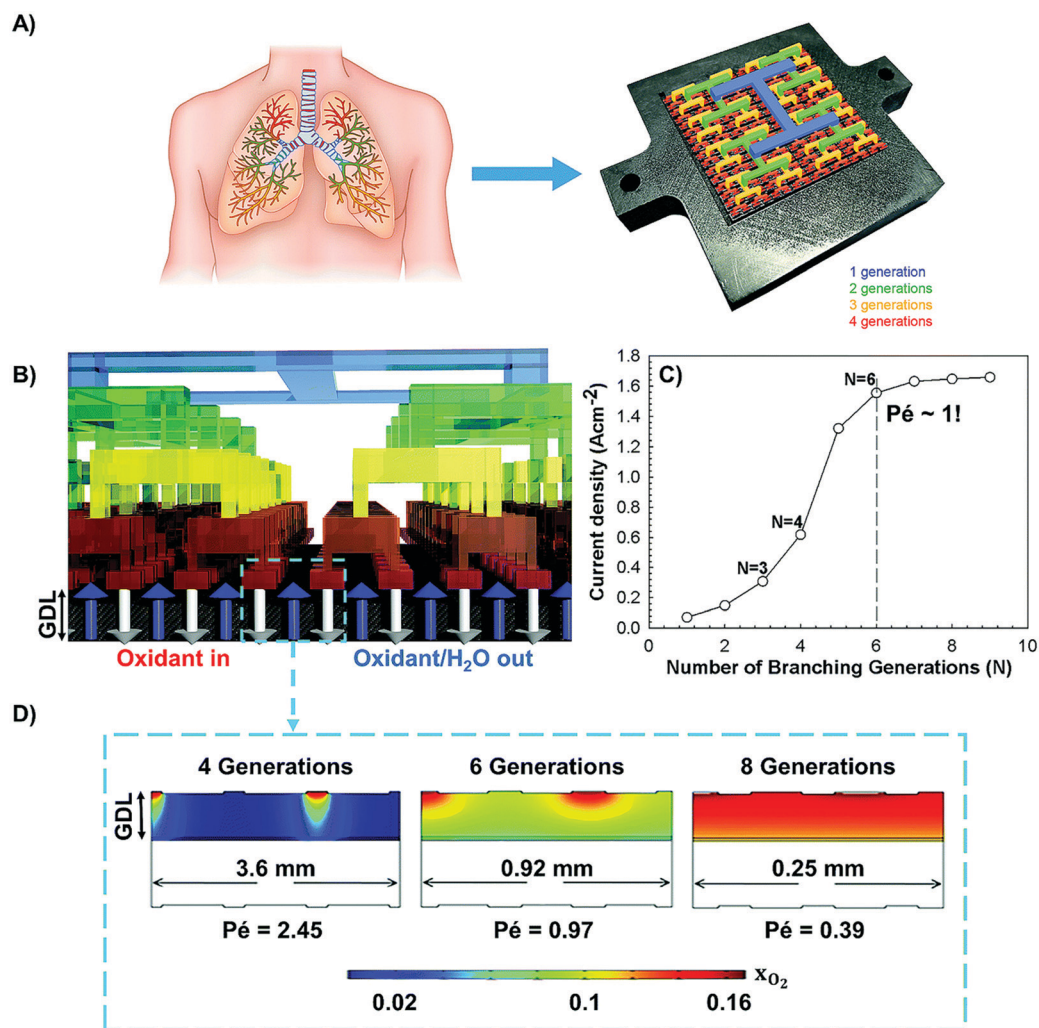 A)
1 generation
2 generations
3 generations
4 generations
B)
GDL
Oxidant in
Oxidant/H₂O out
C)
Current density (Acm⁻²)
1.8
1.6
1.4
1.2
1.0
0.8
0.6
0.4
0.2
0.0
N=3
N=4
N=6
Pé ~ 1!
0 2 4 6 8 10
Number of Branching Generations (N)
D)
4 Generations 6 Generations 8 Generations
GDL
3.6 mm 0.92 mm 0.25 mm
Pé = 2.45 Pé = 0.97 Pé = 0.39
x_O₂
0.02 0.1 0.16